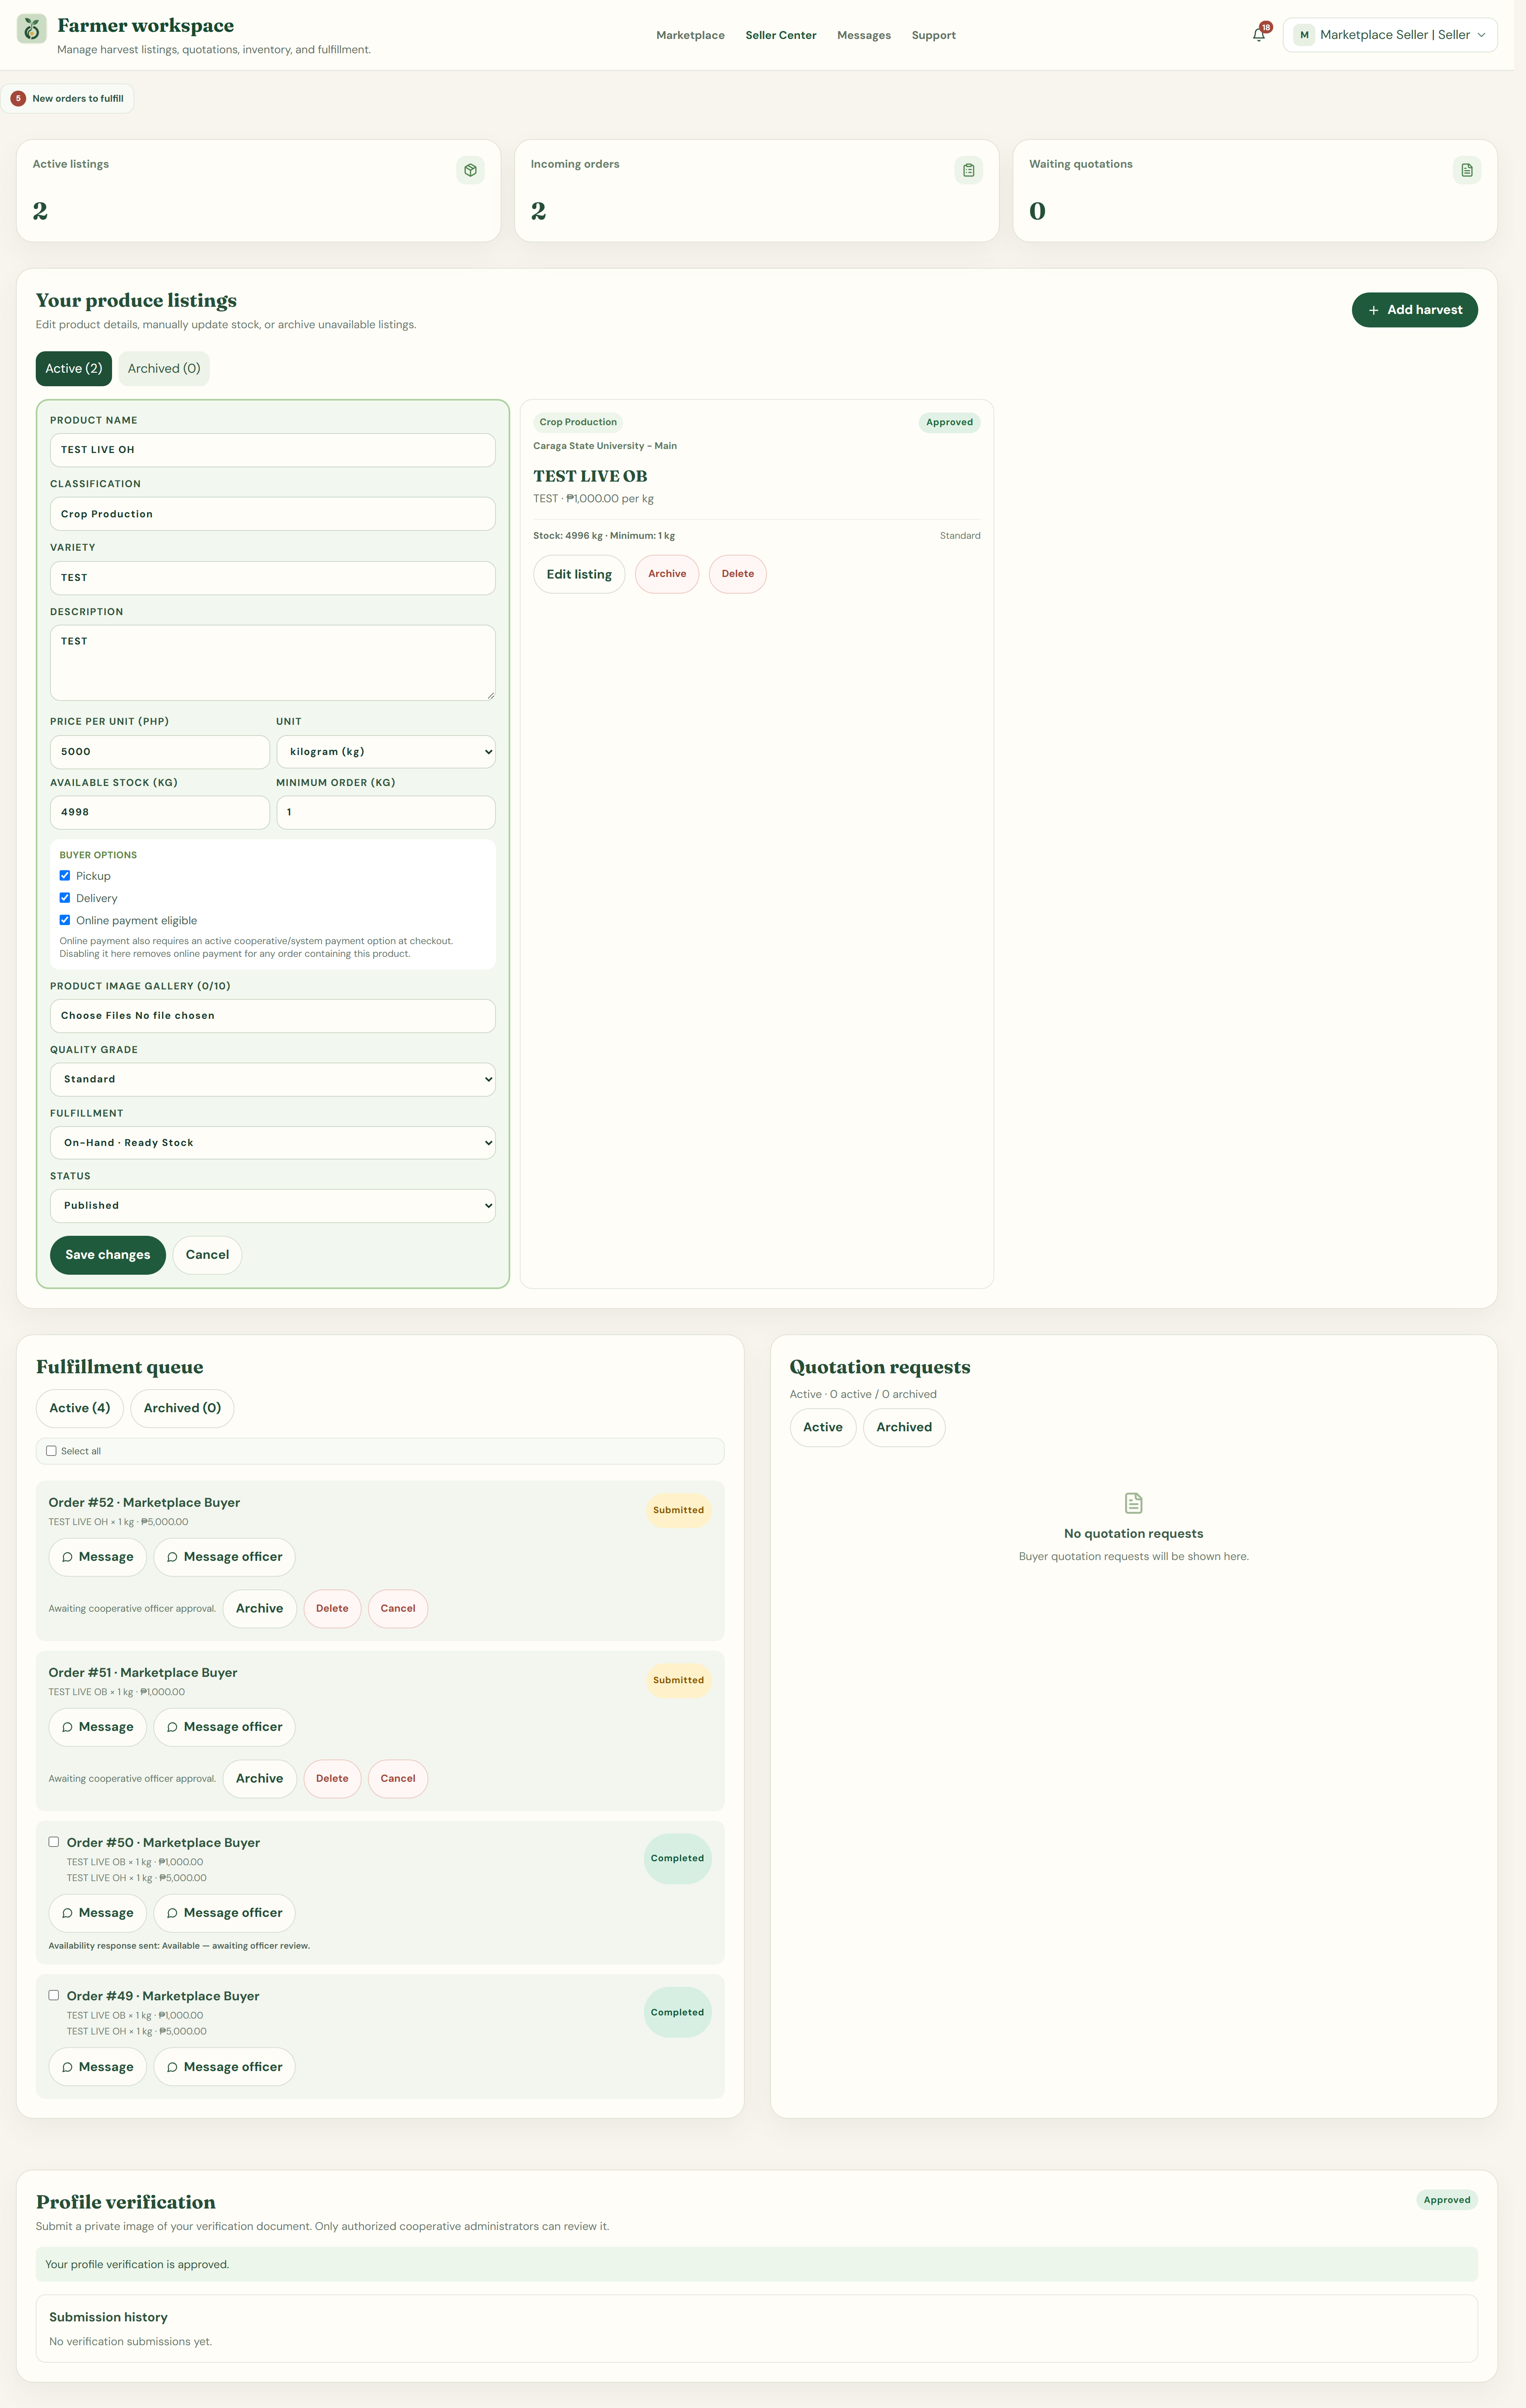 Farmer workspace
Manage harvest listings, quotations, inventory, and fulfillment.
Marketplace
Seller Center
Messages
Support
18
M
Marketplace Seller | Seller
5
New orders to fulfill
Active listings
2
Incoming orders
2
Waiting quotations
0
Your produce listings
Edit product details, manually update stock, or archive unavailable listings.
+ Add harvest
Active (2)
Archived (0)
PRODUCT NAME
TEST LIVE OH
CLASSIFICATION
Crop Production
VARIETY
TEST
DESCRIPTION
TEST
PRICE PER UNIT (PHP)
UNIT
5000
kilogram (kg)
AVAILABLE STOCK (KG)
MINIMUM ORDER (KG)
4998
1
BUYER OPTIONS
Pickup
Delivery
Online payment eligible
Online payment also requires an active cooperative/system payment option at checkout.
Disabling it here removes online payment for any order containing this product.
PRODUCT IMAGE GALLERY (0/10)
Choose Files No file chosen
QUALITY GRADE
Standard
FULFILLMENT
On-Hand · Ready Stock
STATUS
Published
Save changes
Cancel
Crop Production
Approved
Caraga State University - Main
TEST LIVE OB
TEST · ₱1,000.00 per kg
Stock: 4996 kg · Minimum: 1 kg
Standard
Edit listing
Archive
Delete
Fulfillment queue
Active (4)
Archived (0)
Select all
Order #52 · Marketplace Buyer
Submitted
TEST LIVE OH × 1 kg · ₱5,000.00
Message
Message officer
Awaiting cooperative officer approval.
Archive
Delete
Cancel
Order #51 · Marketplace Buyer
Submitted
TEST LIVE OB × 1 kg · ₱1,000.00
Message
Message officer
Awaiting cooperative officer approval.
Archive
Delete
Cancel
Order #50 · Marketplace Buyer
Completed
TEST LIVE OB × 1 kg · ₱1,000.00
TEST LIVE OH × 1 kg · ₱5,000.00
Message
Message officer
Availability response sent: Available — awaiting officer review.
Order #49 · Marketplace Buyer
Completed
TEST LIVE OB × 1 kg · ₱1,000.00
TEST LIVE OH × 1 kg · ₱5,000.00
Message
Message officer
Quotation requests
Active · 0 active / 0 archived
Active
Archived
No quotation requests
Buyer quotation requests will be shown here.
Profile verification
Approved
Submit a private image of your verification document. Only authorized cooperative administrators can review it.
Your profile verification is approved.
Submission history
No verification submissions yet.